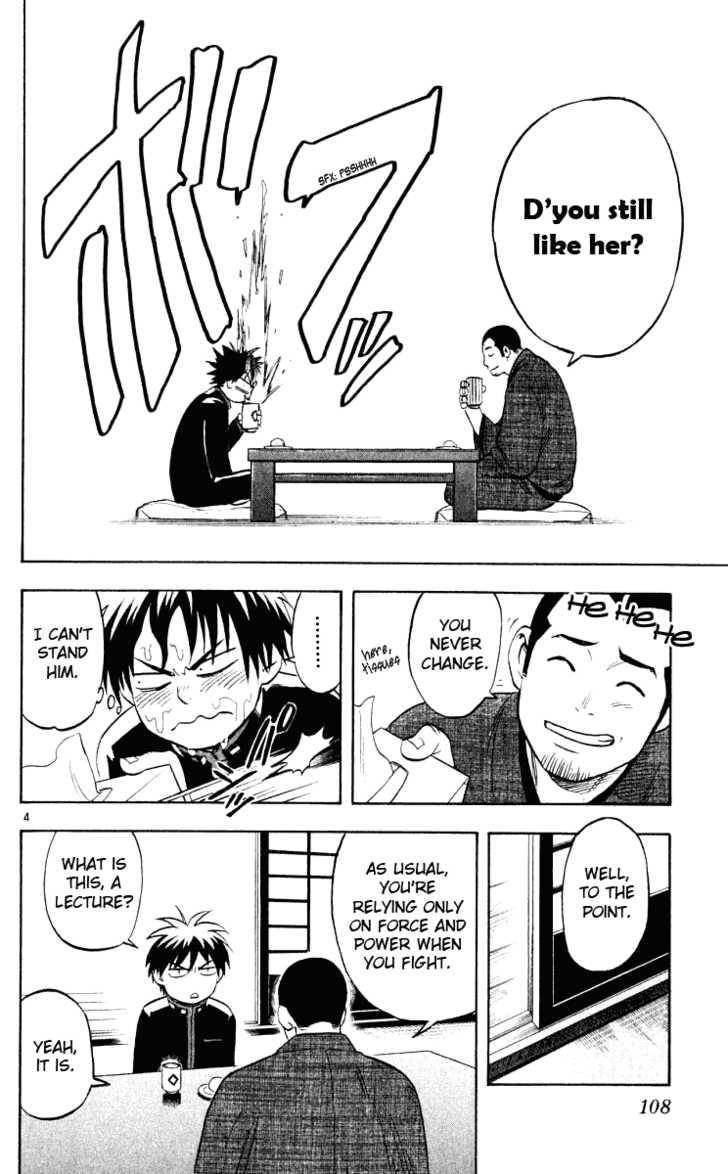 D'you still
like her?
SFX: PSSHHHH
ボフッ
HE HE HE
YOU
NEVER
CHANGE.
here,
tissues
.........
I CAN'T
STAND
HIM.
4
WELL,
TO THE
POINT.
AS USUAL,
YOU'RE
RELYING ONLY
ON FORCE AND
POWER WHEN
YOU FIGHT.
WHAT IS
THIS, A
LECTURE?
YEAH,
IT IS.
108